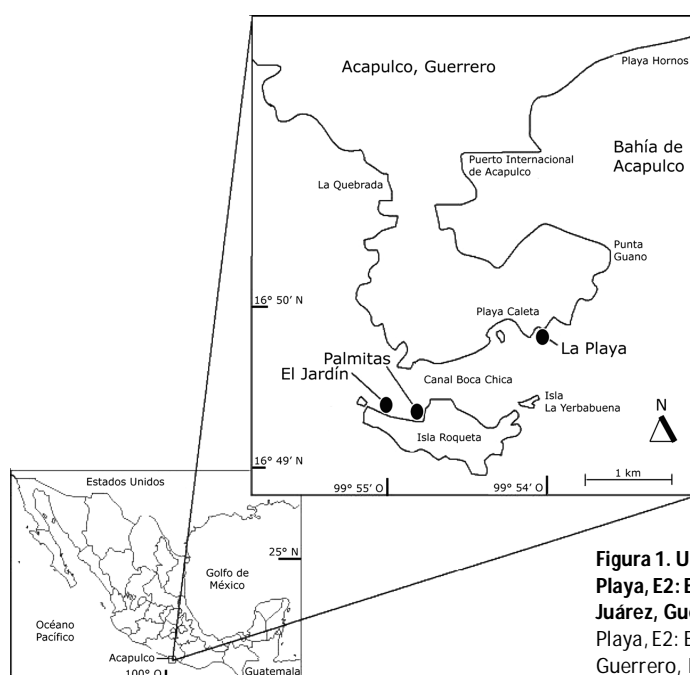 Acapulco, Guerrero
Playa Hornos
Bahía de
Acapulco
Puerto Internacional
de Acapulco
La Quebrada
Punta
Guano
16° 50' N
Playa Caleta
La Playa
Palmitas
El Jardín
Canal Boca Chica
Isla
La Yerbabuena
N
Isla Roqueta
16° 49' N
99° 55' O
99° 54' O
1 km
Estados Unidos
25° N
Golfo de
México
Océano
Pacífico
Acapulco
Guatemala
100° O
Figura 1. U
Playa, E2: E
Juárez, Gue
Playa, E2: E
Guerrero,